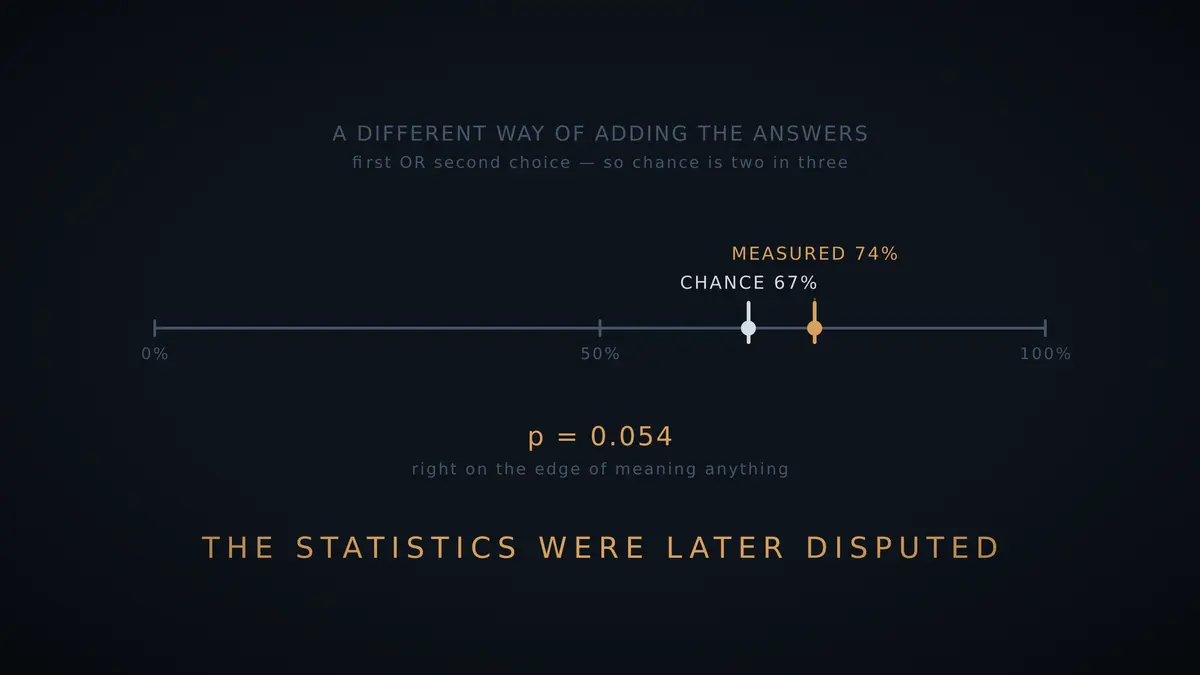 A DIFFERENT WAY OF ADDING THE ANSWERS
first OR second choice — so chance is two in three
MEASURED 74%
CHANCE 67%
0%
50%
100%
p = 0.054
right on the edge of meaning anything
THE STATISTICS WERE LATER DISPUTED